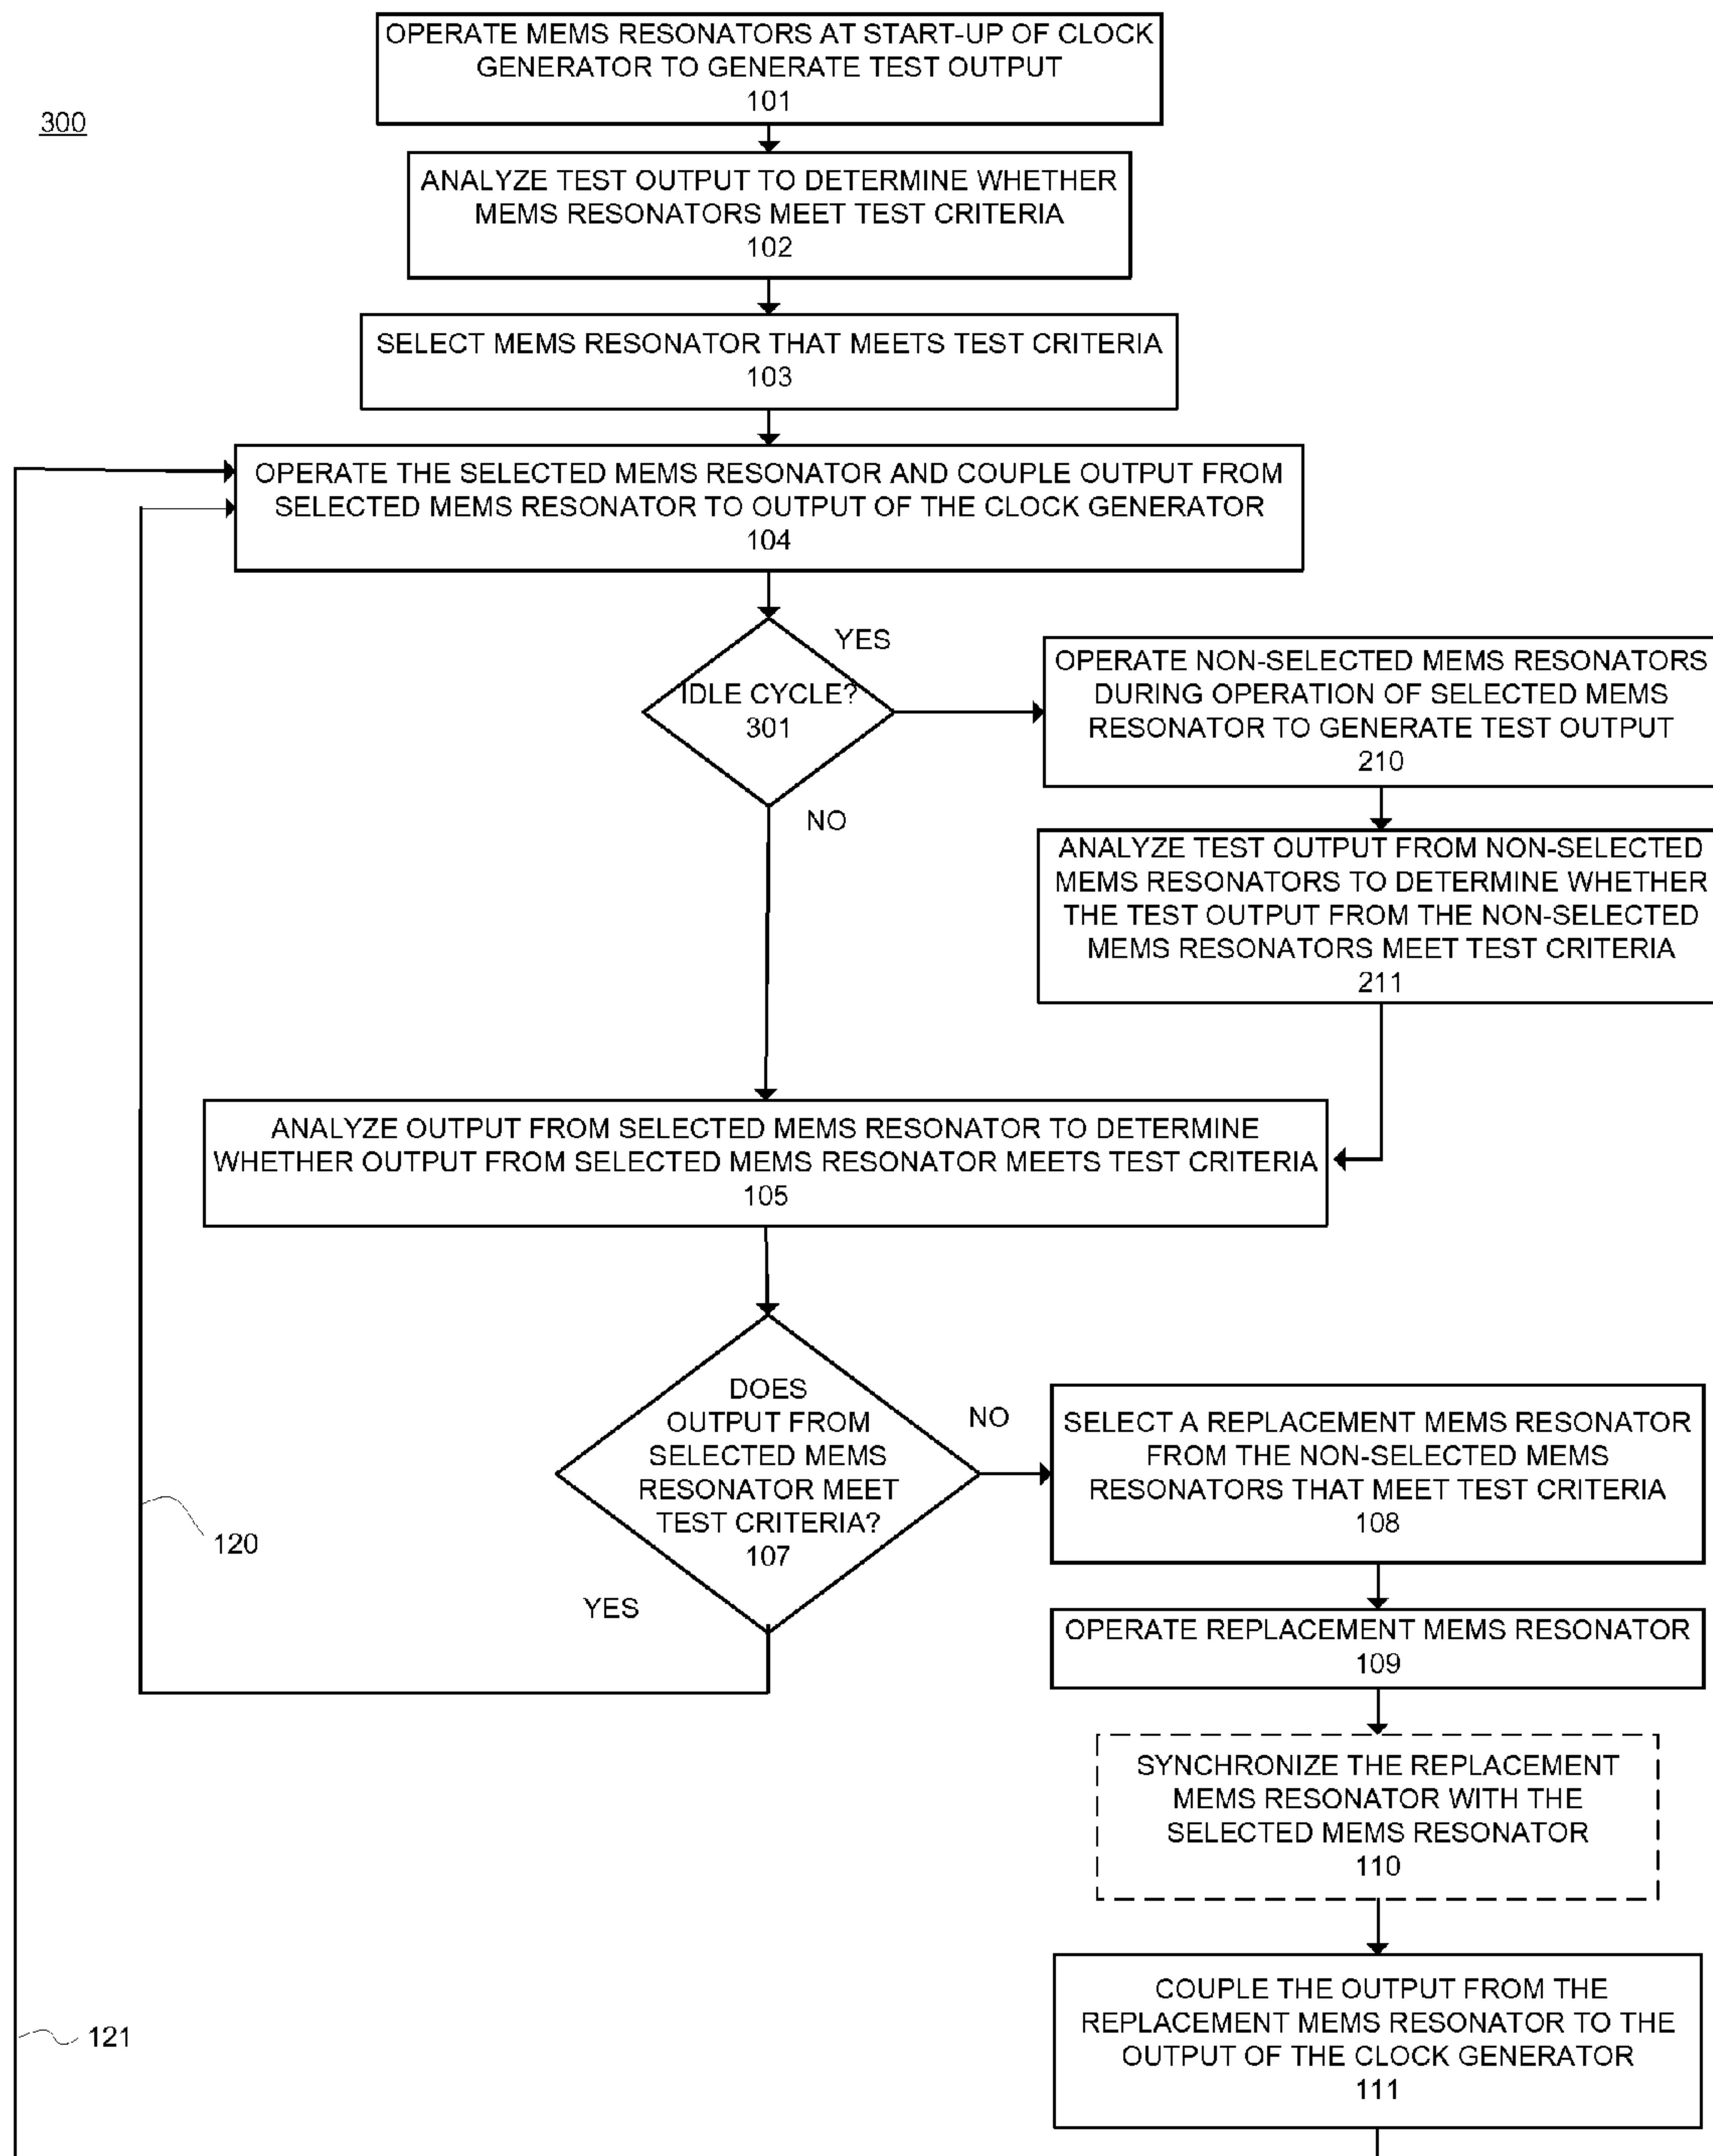 OPERATE MEMS RESONATORS AT START-UP OF CLOCK
GENERATOR TO GENERATE TEST OUTPUT
101
300
ANALYZE TEST OUTPUT TO DETERMINE WHETHER
MEMS RESONATORS MEET TEST CRITERIA
102
SELECT MEMS RESONATOR THAT MEETS TEST CRITERIA
103
OPERATE THE SELECTED MEMS RESONATOR AND COUPLE OUTPUT FROM
SELECTED MEMS RESONATOR TO OUTPUT OF THE CLOCK GENERATOR
104
IDLE CYCLE?
301
YES
NO
OPERATE NON-SELECTED MEMS RESONATORS
DURING OPERATION OF SELECTED MEMS
RESONATOR TO GENERATE TEST OUTPUT
210
ANALYZE TEST OUTPUT FROM NON-SELECTED
MEMS RESONATORS TO DETERMINE WHETHER
THE TEST OUTPUT FROM THE NON-SELECTED
MEMS RESONATORS MEET TEST CRITERIA
211
ANALYZE OUTPUT FROM SELECTED MEMS RESONATOR TO DETERMINE
WHETHER OUTPUT FROM SELECTED MEMS RESONATOR MEETS TEST CRITERIA
105
DOES
OUTPUT FROM
SELECTED MEMS
RESONATOR MEET
TEST CRITERIA?
107
NO
YES
120
SELECT A REPLACEMENT MEMS RESONATOR
FROM THE NON-SELECTED MEMS
RESONATORS THAT MEET TEST CRITERIA
108
OPERATE REPLACEMENT MEMS RESONATOR
109
SYNCHRONIZE THE REPLACEMENT
MEMS RESONATOR WITH THE
SELECTED MEMS RESONATOR
110
COUPLE THE OUTPUT FROM THE
REPLACEMENT MEMS RESONATOR TO THE
OUTPUT OF THE CLOCK GENERATOR
111
121